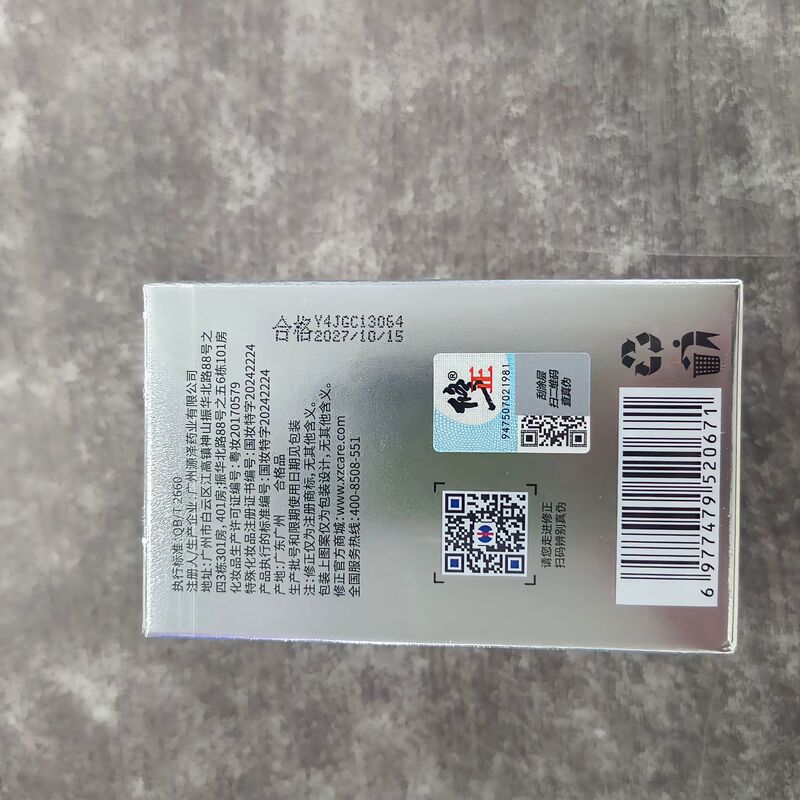 执行标准:QB/T 2660
注册人/生产企业:广州源泽药业有限公司
地址:广州市白云区江高镇神山振华北路88号之
四3栋301房,401房;振华北路88号之五6栋101房
化妆品生产许可证编号:粤妆20170579
特殊化妆品注册证书编号:国妆特字20242224
产品执行的标准编号:国妆特字20242224
产地:广东广州 合格品
生产批号和限期使用日期见包装
注:修正仅为注册商标,无其他含义。
包装上图案仅为包装设计,无其他含义。
修正官方商城:www.xzcare.com
全国服务热线:400-8508-551
合格
Y4JGC13064
2027/10/15
修正®
947507021981
刮涂层
扫二维码
查真伪
请您走进修正
扫码辨别真伪
6977479520671